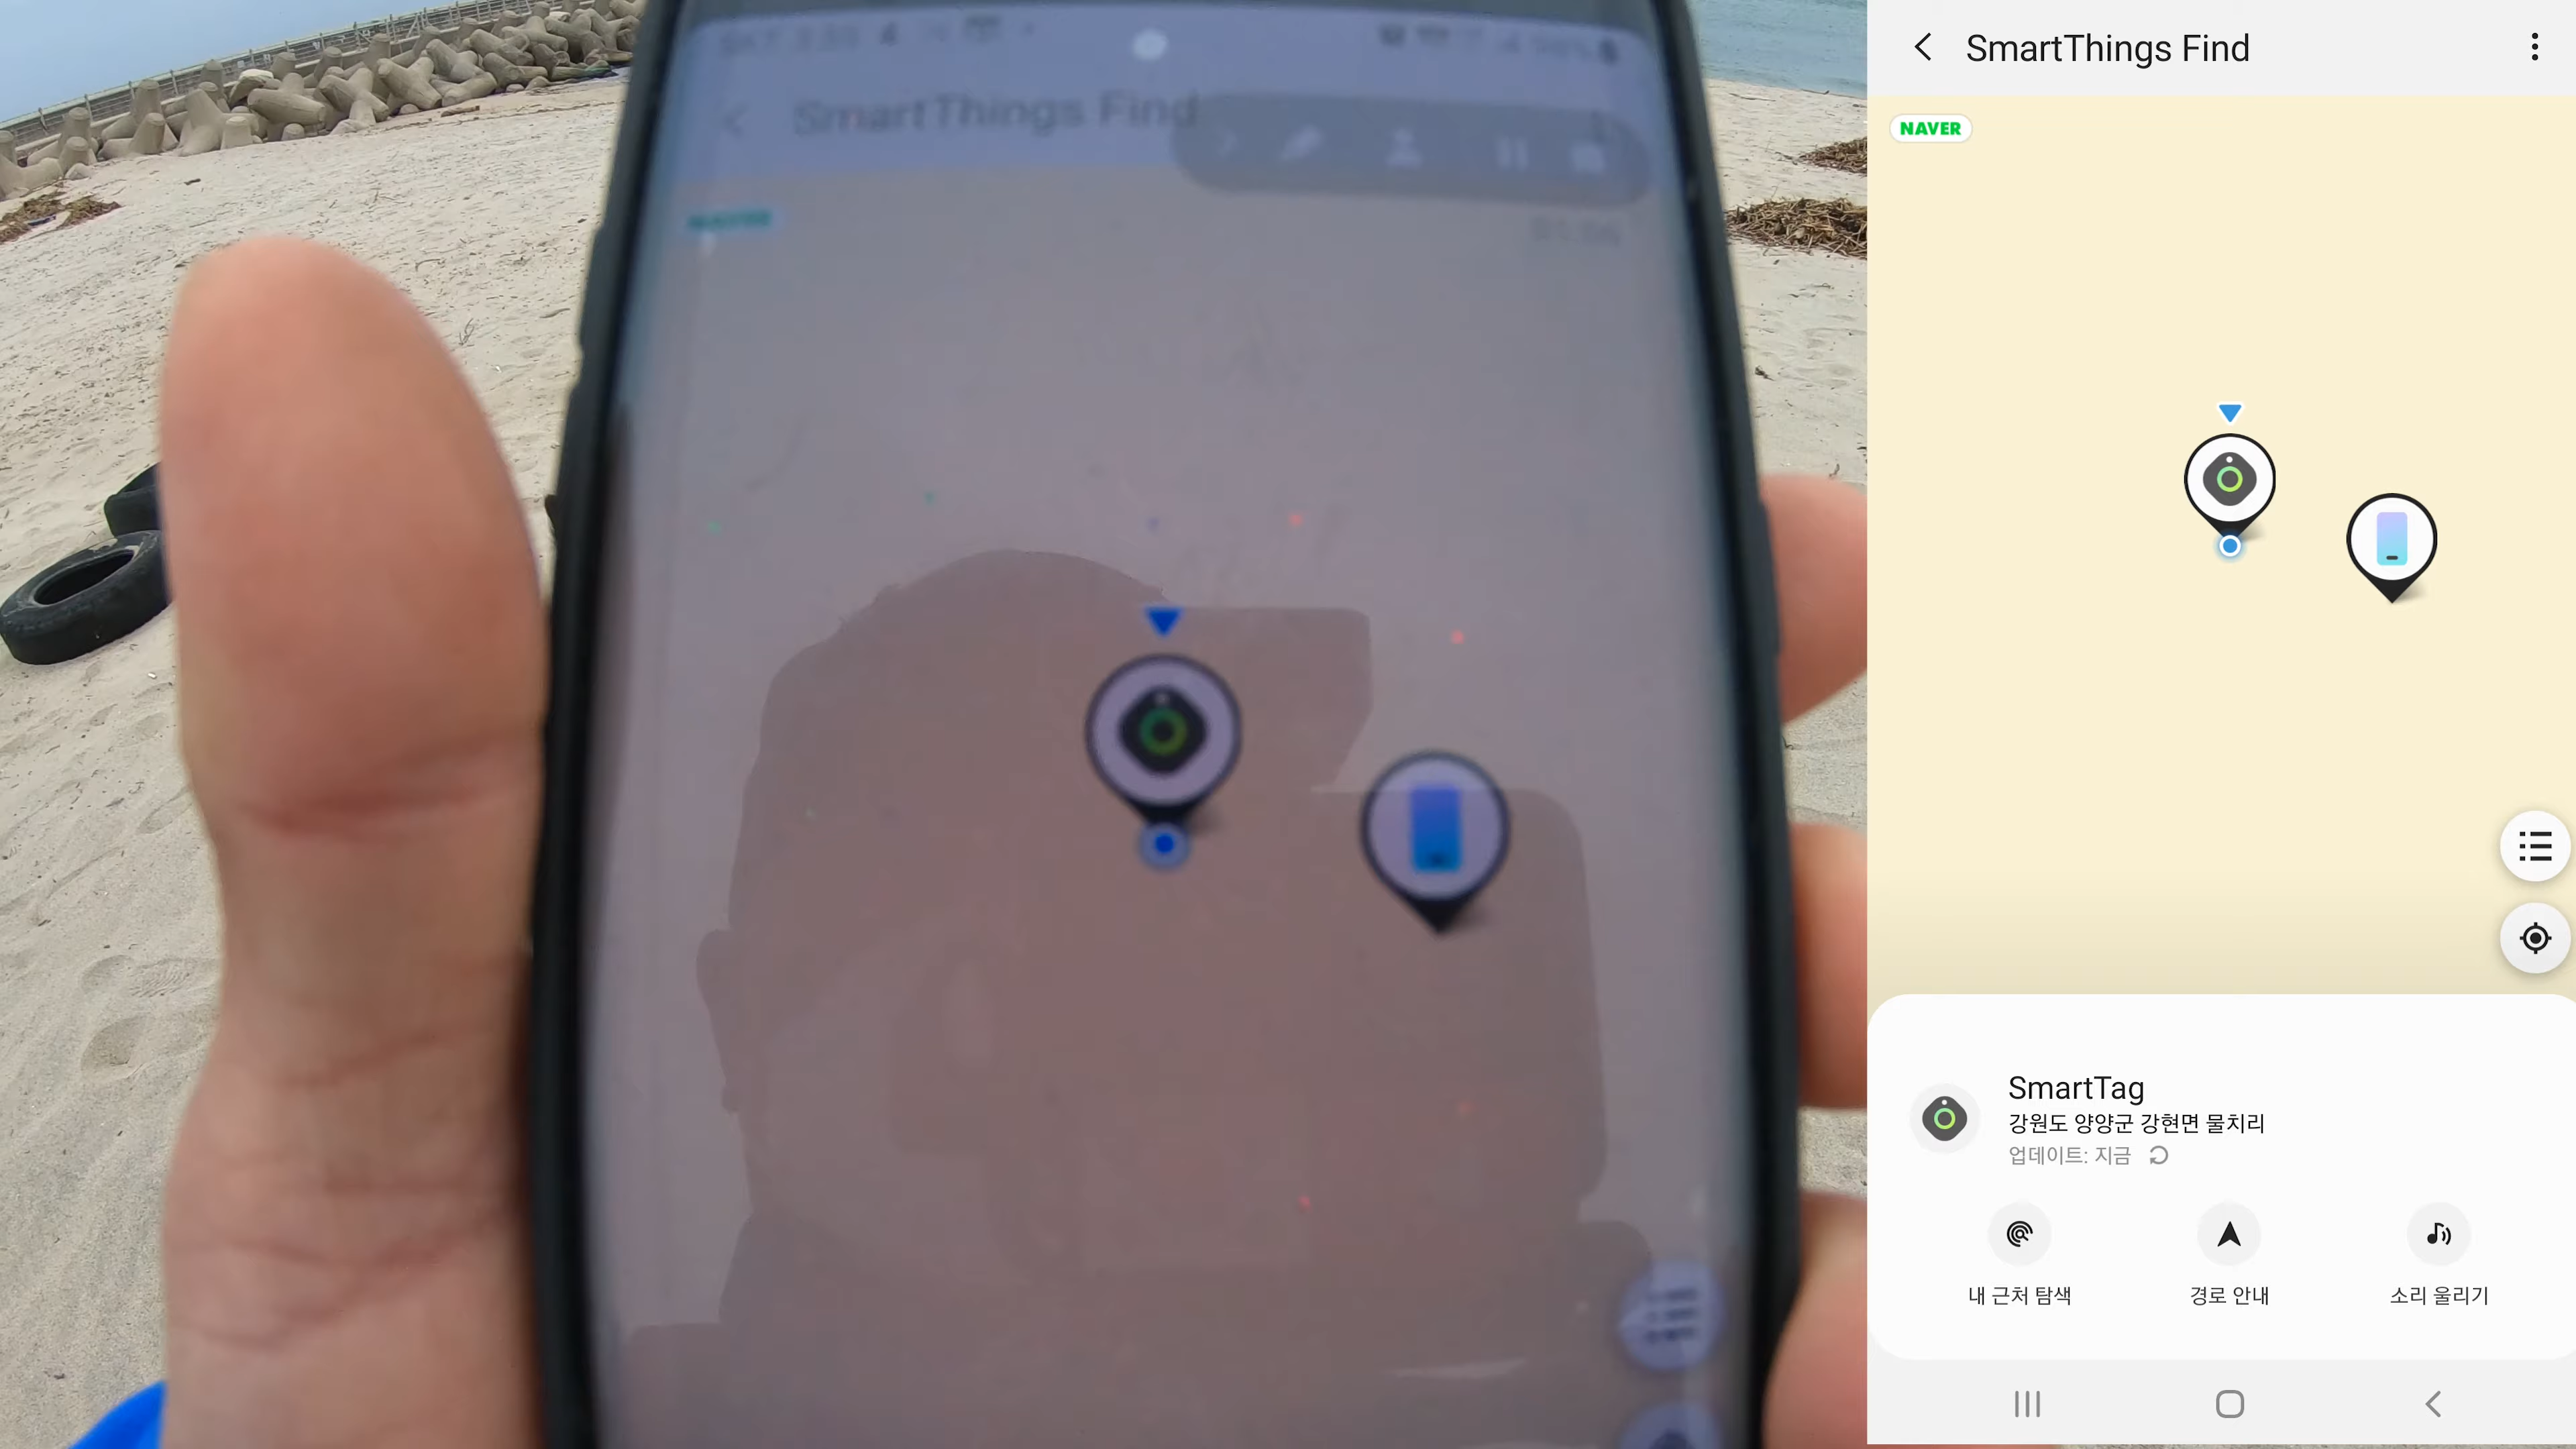 SmartThings Find
NAVER
SmartThings Find
NAVER
SmartTag
강원도 양양군 강현면 물치리
업데이트: 지금
내 근처 탐색
경로 안내
소리 울리기